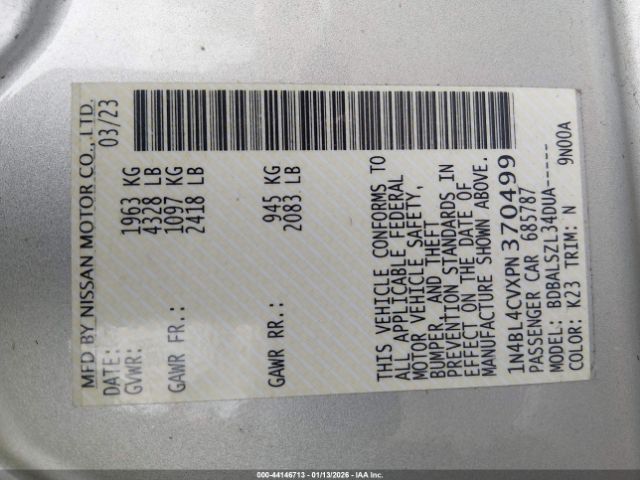 MFD BY NISSAN MOTOR CO., LTD.
DATE: 03/23
GVWR: 1963 KG
4328 LB
GAWR FR.: 1097 KG
2418 LB
GAWR RR.: 945 KG
2083 LB
THIS VEHICLE CONFORMS TO
ALL APPLICABLE FEDERAL
MOTOR VEHICLE SAFETY,
BUMPER, AND THEFT
PREVENTION STANDARDS IN
EFFECT ON THE DATE OF
MANUFACTURE SHOWN ABOVE.
1N4BL4CVXPN370499
PASSENGER CAR 685787
MODEL: BDBALSZL34DUA-----
COLOR: K23 TRIM: N 9N00A
000-44146713 - 01/13/2026 - IAA Inc.